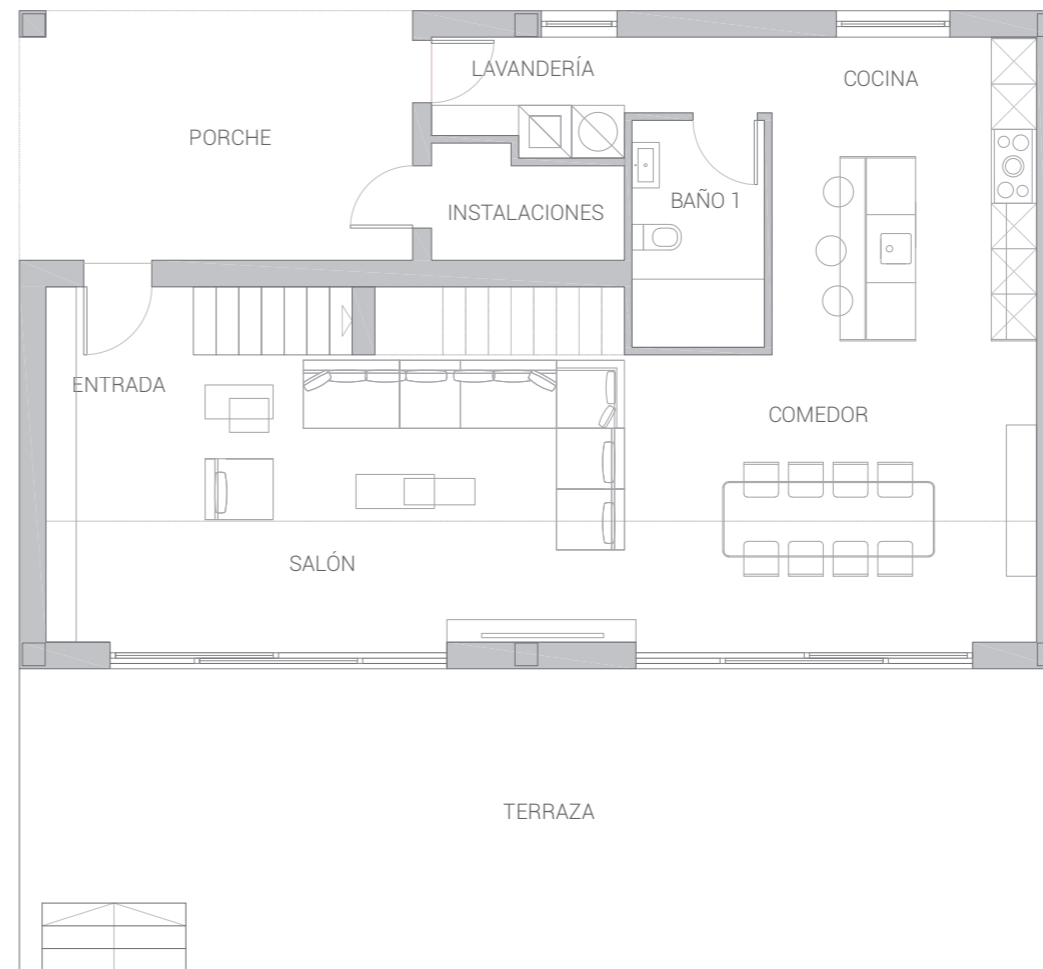 LAVANDERÍA
COCINA
PORCHE
BAÑO 1
INSTALACIONES
ENTRADA
COMEDOR
SALÓN
TERRAZA